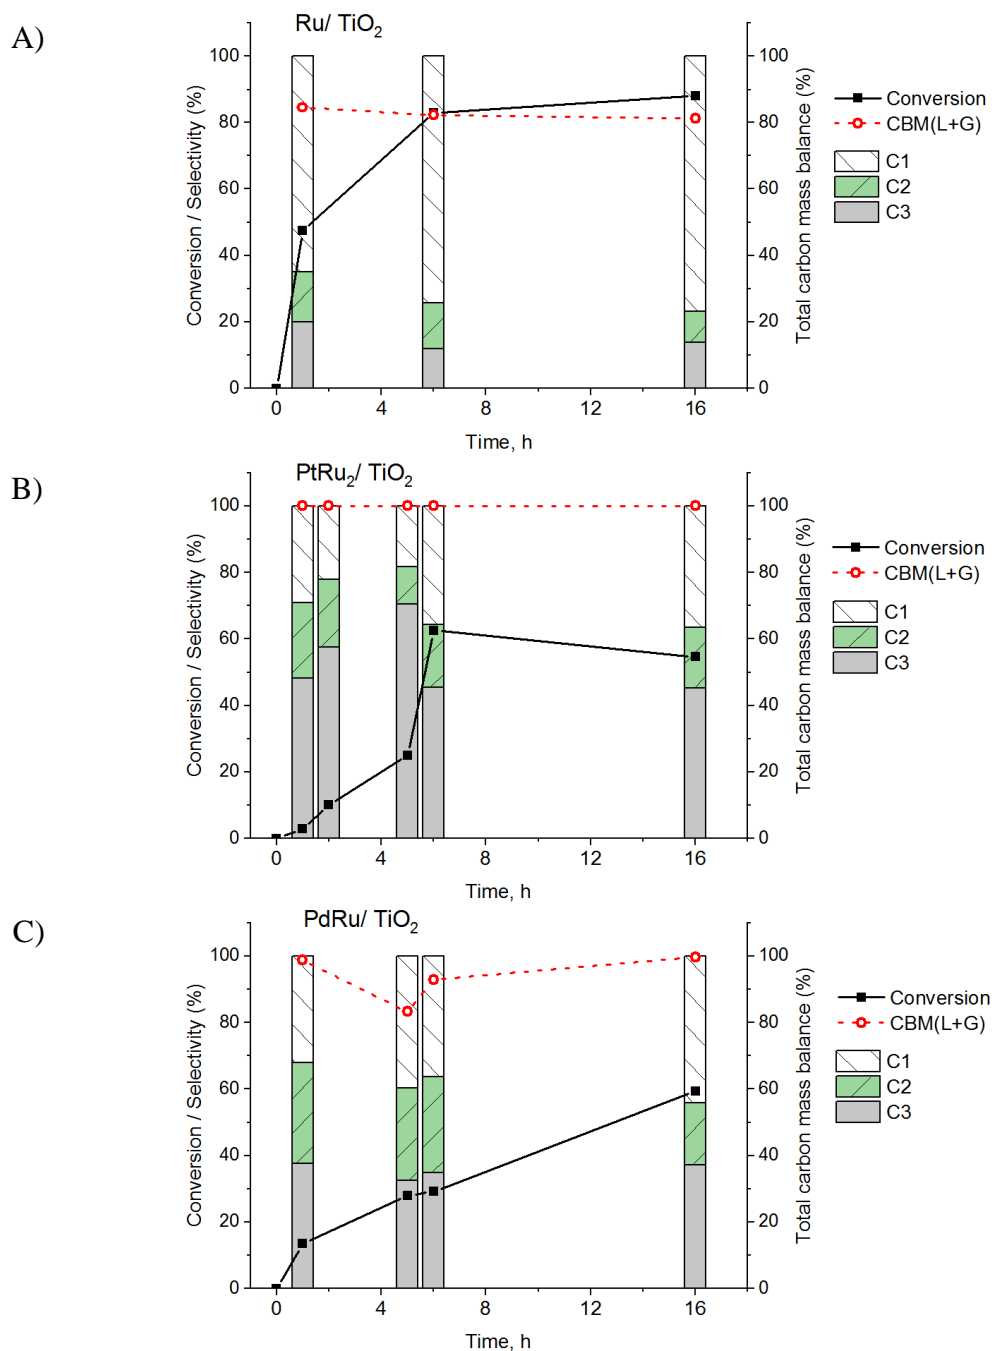 A)
Ru/ TiO2
Conversion / Selectivity (%)
100
80
60
40
20
0
0
4
8
12
16
Time, h
100
80
60
40
20
0
Total carbon mass balance (%)
Conversion
CBM(L+G)
C1
C2
C3
B)
PtRu2/ TiO2
Conversion / Selectivity (%)
100
80
60
40
20
0
0
4
8
12
16
Time, h
100
80
60
40
20
0
Total carbon mass balance (%)
Conversion
CBM(L+G)
C1
C2
C3
C)
PdRu/ TiO2
Conversion / Selectivity (%)
100
80
60
40
20
0
0
4
8
12
16
Time, h
100
80
60
40
20
0
Total carbon mass balance (%)
Conversion
CBM(L+G)
C1
C2
C3